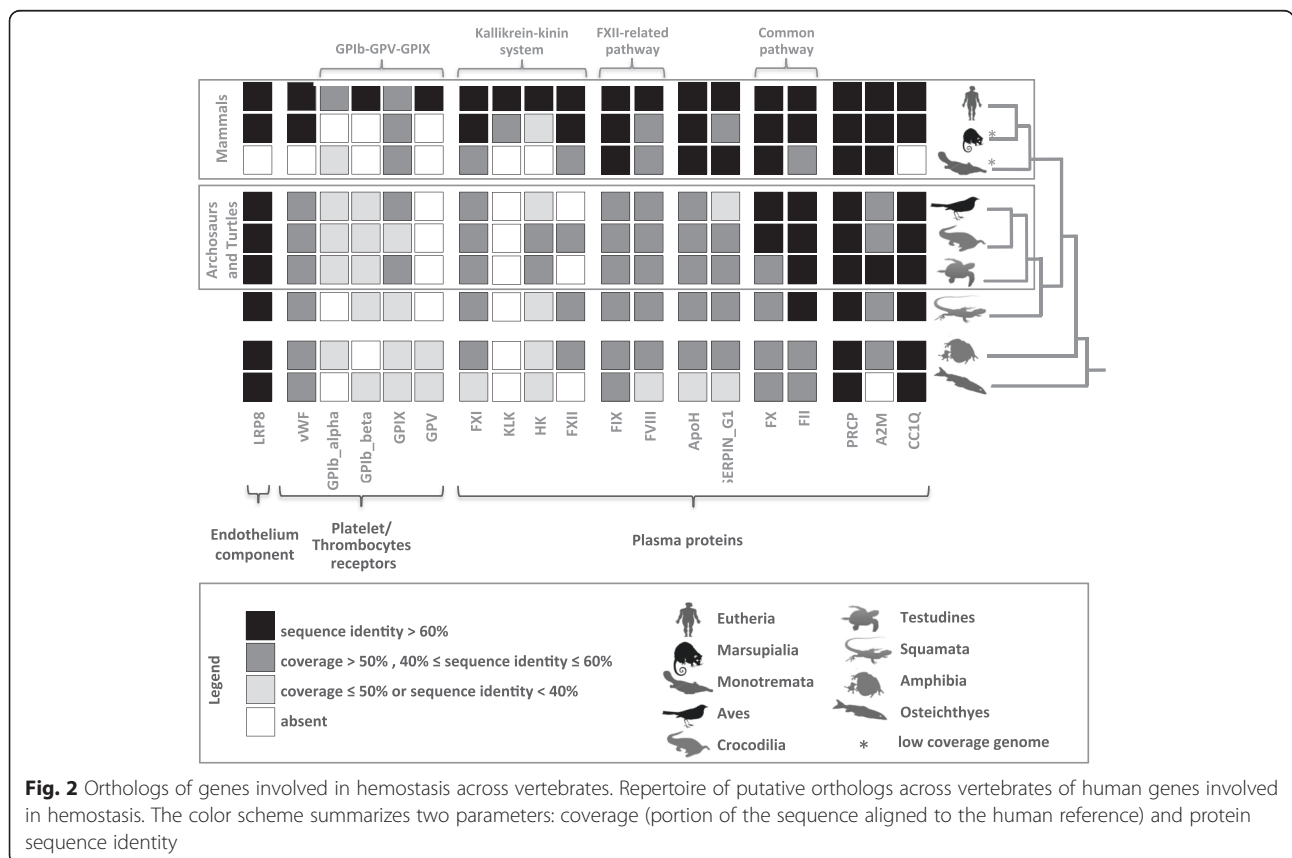 GPIb-GPV-GPIX
Kallikrein-kinin
system
FXII-related
pathway
Common
pathway
Mammals
*
*
Archosaurs
and Turtles
LRP8
vWF
GPIb_alpha
GPIb_beta
GPIX
GPV
FXI
KLK
HK
FXII
FIX
FVIII
ApoH
SERPIN_G1
FX
FII
PRCP
A2M
CC1Q
Endothelium
component
Platelet/
Thrombocytes
receptors
Plasma proteins
Legend
sequence identity > 60%
coverage > 50% , 40% ≤ sequence identity ≤ 60%
coverage ≤ 50% or sequence identity < 40%
absent
Eutheria
Marsupialia
Monotremata
Aves
Crocodilia
Testudines
Squamata
Amphibia
Osteichthyes
* low coverage genome
Fig. 2 Orthologs of genes involved in hemostasis across vertebrates. Repertoire of putative orthologs across vertebrates of human genes involved
in hemostasis. The color scheme summarizes two parameters: coverage (portion of the sequence aligned to the human reference) and protein
sequence identity